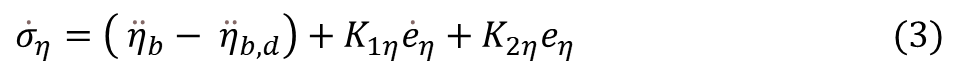 σ̇_η = ( η̈_b − η̈_{b,d} ) + K_{1η} ė_η + K_{2η} e_η (3)